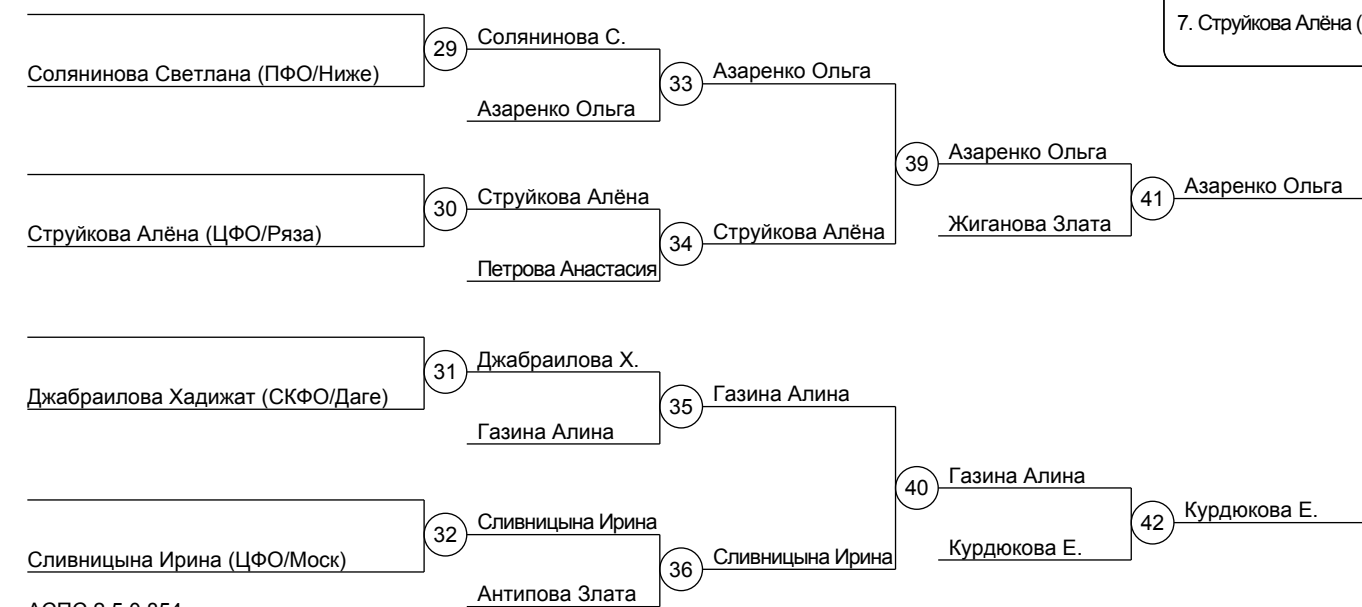 7. Струйкова Алёна (
29
Солянинова С.
Солянинова Светлана (ПФО/Ниже)
33
Азаренко Ольга
Азаренко Ольга
39
Азаренко Ольга
30
Струйкова Алёна
41
Азаренко Ольга
Струйкова Алёна (ЦФО/Ряза)
34
Струйкова Алёна
Жиганова Злата
Петрова Анастасия
31
Джабраилова Х.
Джабраилова Хадижат (СКФО/Даге)
35
Газина Алина
Газина Алина
40
Газина Алина
32
Сливницына Ирина
42
Курдюкова Е.
Сливницына Ирина (ЦФО/Моск)
36
Сливницына Ирина
Курдюкова Е.
Антипова Злата